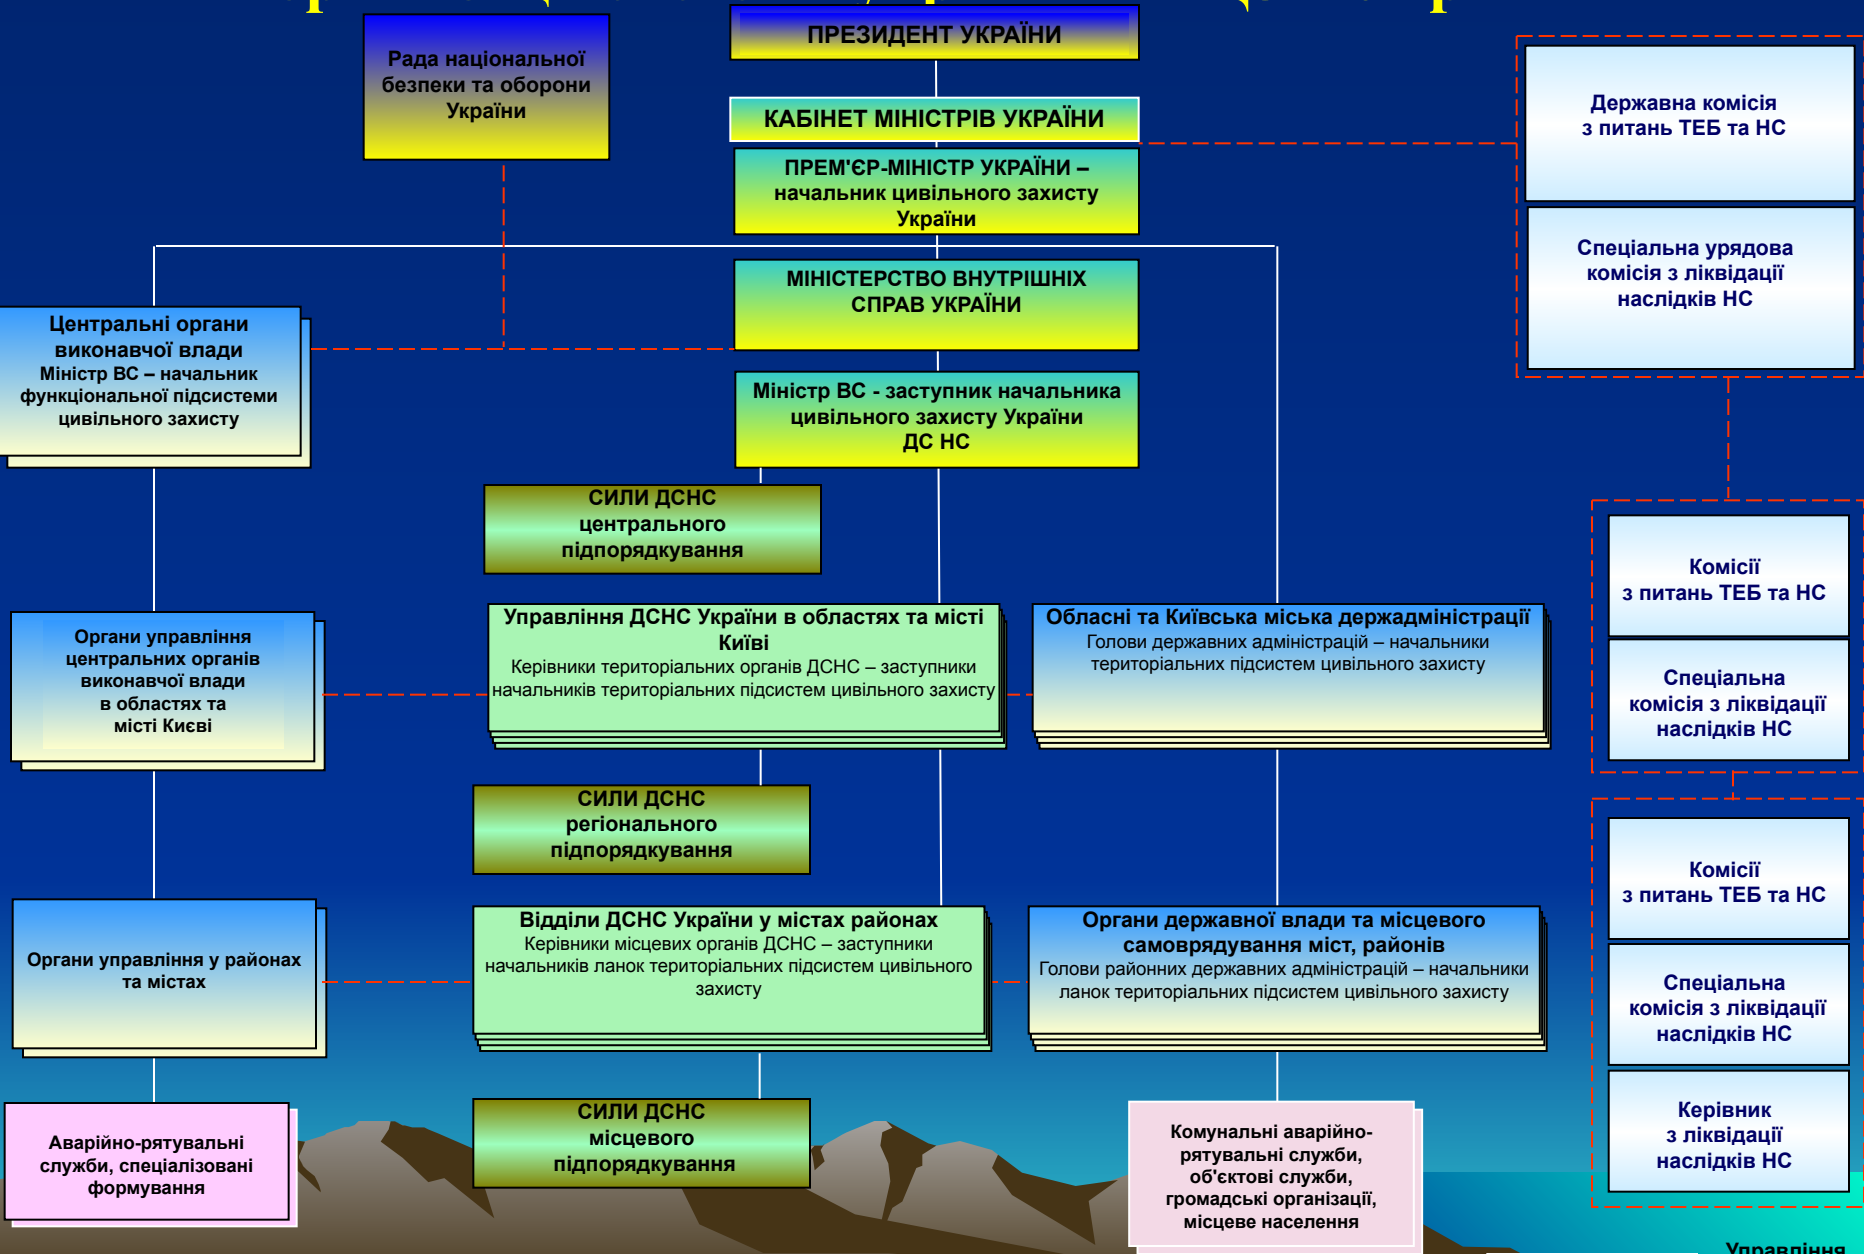 ПРЕЗИДЕНТ УКРАЇНИ
Рада національної
безпеки та оборони
України
КАБІНЕТ МІНІСТРІВ УКРАЇНИ
ПРЕМ'ЄР-МІНІСТР УКРАЇНИ –
начальник цивільного захисту
України
Державна комісія
з питань ТЕБ та НС
Спеціальна урядова
комісія з ліквідації
наслідків НС
МІНІСТЕРСТВО ВНУТРІШНІХ
СПРАВ УКРАЇНИ
Центральні органи
виконавчої влади
Міністр ВС – начальник
функціональної підсистеми
цивільного захисту
Міністр ВС - заступник начальника
цивільного захисту України
ДС НС
СИЛИ ДСНС
центрального
підпорядкування
Комісії
з питань ТЕБ та НС
Спеціальна
комісія з ліквідації
наслідків НС
Органи управління
центральних органів
виконавчої влади
в областях та
місті Києві
Управління ДСНС України в областях та місті
Київі
Керівники територіальних органів ДСНС – заступники
начальників територіальних підсистем цивільного захисту
Обласні та Київська міська держадміністрації
Голови державних адміністрацій – начальники
територіальних підсистем цивільного захисту
СИЛИ ДСНС
регіонального
підпорядкування
Комісії
з питань ТЕБ та НС
Спеціальна
комісія з ліквідації
наслідків НС
Керівник
з ліквідації
наслідків НС
Органи управління у районах
та містах
Відділи ДСНС України у містах районах
Керівники місцевих органів ДСНС – заступники
начальників ланок територіальних підсистем цивільного
захисту
Органи державної влади та місцевого
самоврядування міст, районів
Голови районних державних адміністрацій – начальники
ланок територіальних підсистем цивільного захисту
Аварійно-рятувальні
служби, спеціалізовані
формування
СИЛИ ДСНС
місцевого
підпорядкування
Комунальні аварійно-
рятувальні служби,
об'єктові служби,
громадські організації,
місцеве населення
Управління